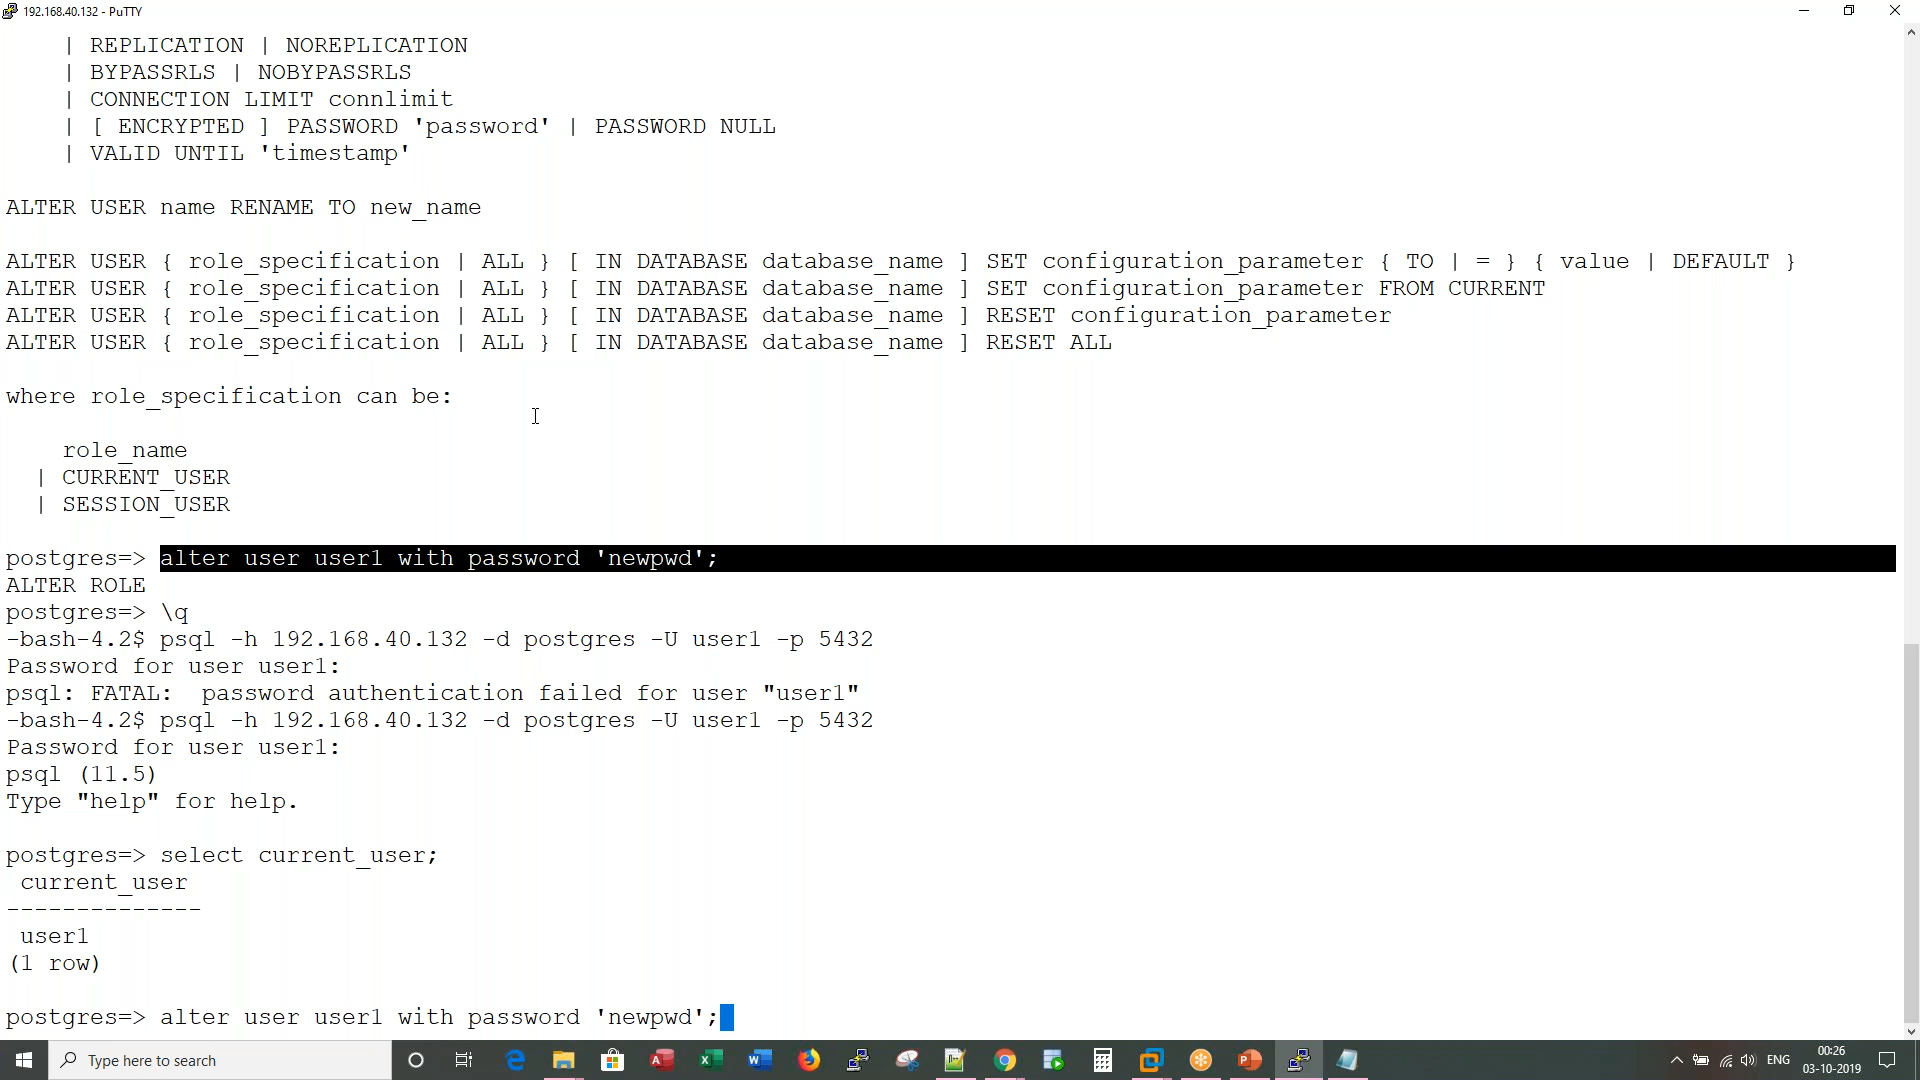 192.168.40.132 - PuTTY
| REPLICATION | NOREPLICATION
| BYPASSRLS | NOBYPASSRLS
| CONNECTION LIMIT connlimit
| [ ENCRYPTED ] PASSWORD 'password' | PASSWORD NULL
| VALID UNTIL 'timestamp'
ALTER USER name RENAME TO new_name
ALTER USER { role_specification | ALL } [ IN DATABASE database_name ] SET configuration_parameter { TO | = } { value | DEFAULT }
ALTER USER { role_specification | ALL } [ IN DATABASE database_name ] SET configuration_parameter FROM CURRENT
ALTER USER { role_specification | ALL } [ IN DATABASE database_name ] RESET configuration_parameter
ALTER USER { role_specification | ALL } [ IN DATABASE database_name ] RESET ALL
where role_specification can be:
role_name
| CURRENT_USER
| SESSION_USER
postgres=> alter user user1 with password 'newpwd';
ALTER ROLE
postgres=> \q
-bash-4.2$ psql -h 192.168.40.132 -d postgres -U user1 -p 5432
Password for user user1:
psql: FATAL:  password authentication failed for user "user1"
-bash-4.2$ psql -h 192.168.40.132 -d postgres -U user1 -p 5432
Password for user user1:
psql (11.5)
Type "help" for help.
postgres=> select current_user;
current_user
--------------
user1
(1 row)
postgres=> alter user user1 with password 'newpwd';
Type here to search
ENG
00:26
03-10-2019